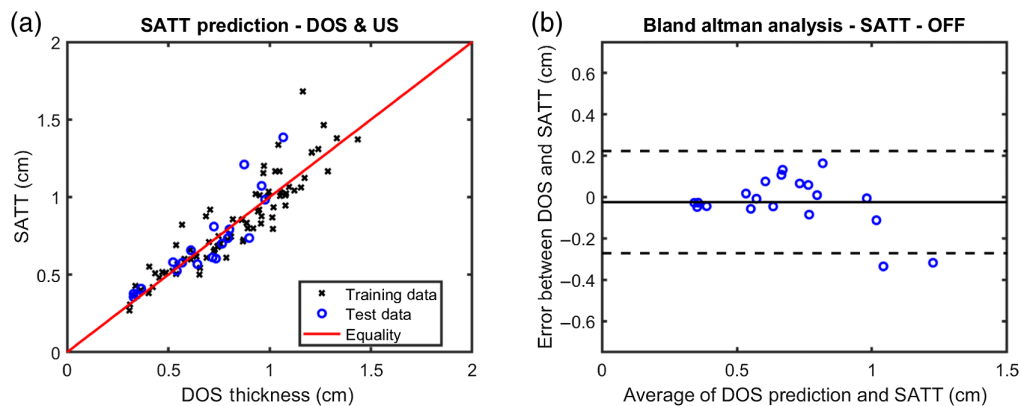 (a)
SATT prediction - DOS & US
2
1.5
1
0.5
0
SATT (cm)
0
0.5
1
1.5
2
DOS thickness (cm)
Training data
Test data
Equality
(b)
Bland altman analysis - SATT - OFF
0.6
0.4
0.2
0
−0.2
−0.4
−0.6
Error between DOS and SATT (cm)
0
0.5
1
1.5
Average of DOS prediction and SATT (cm)